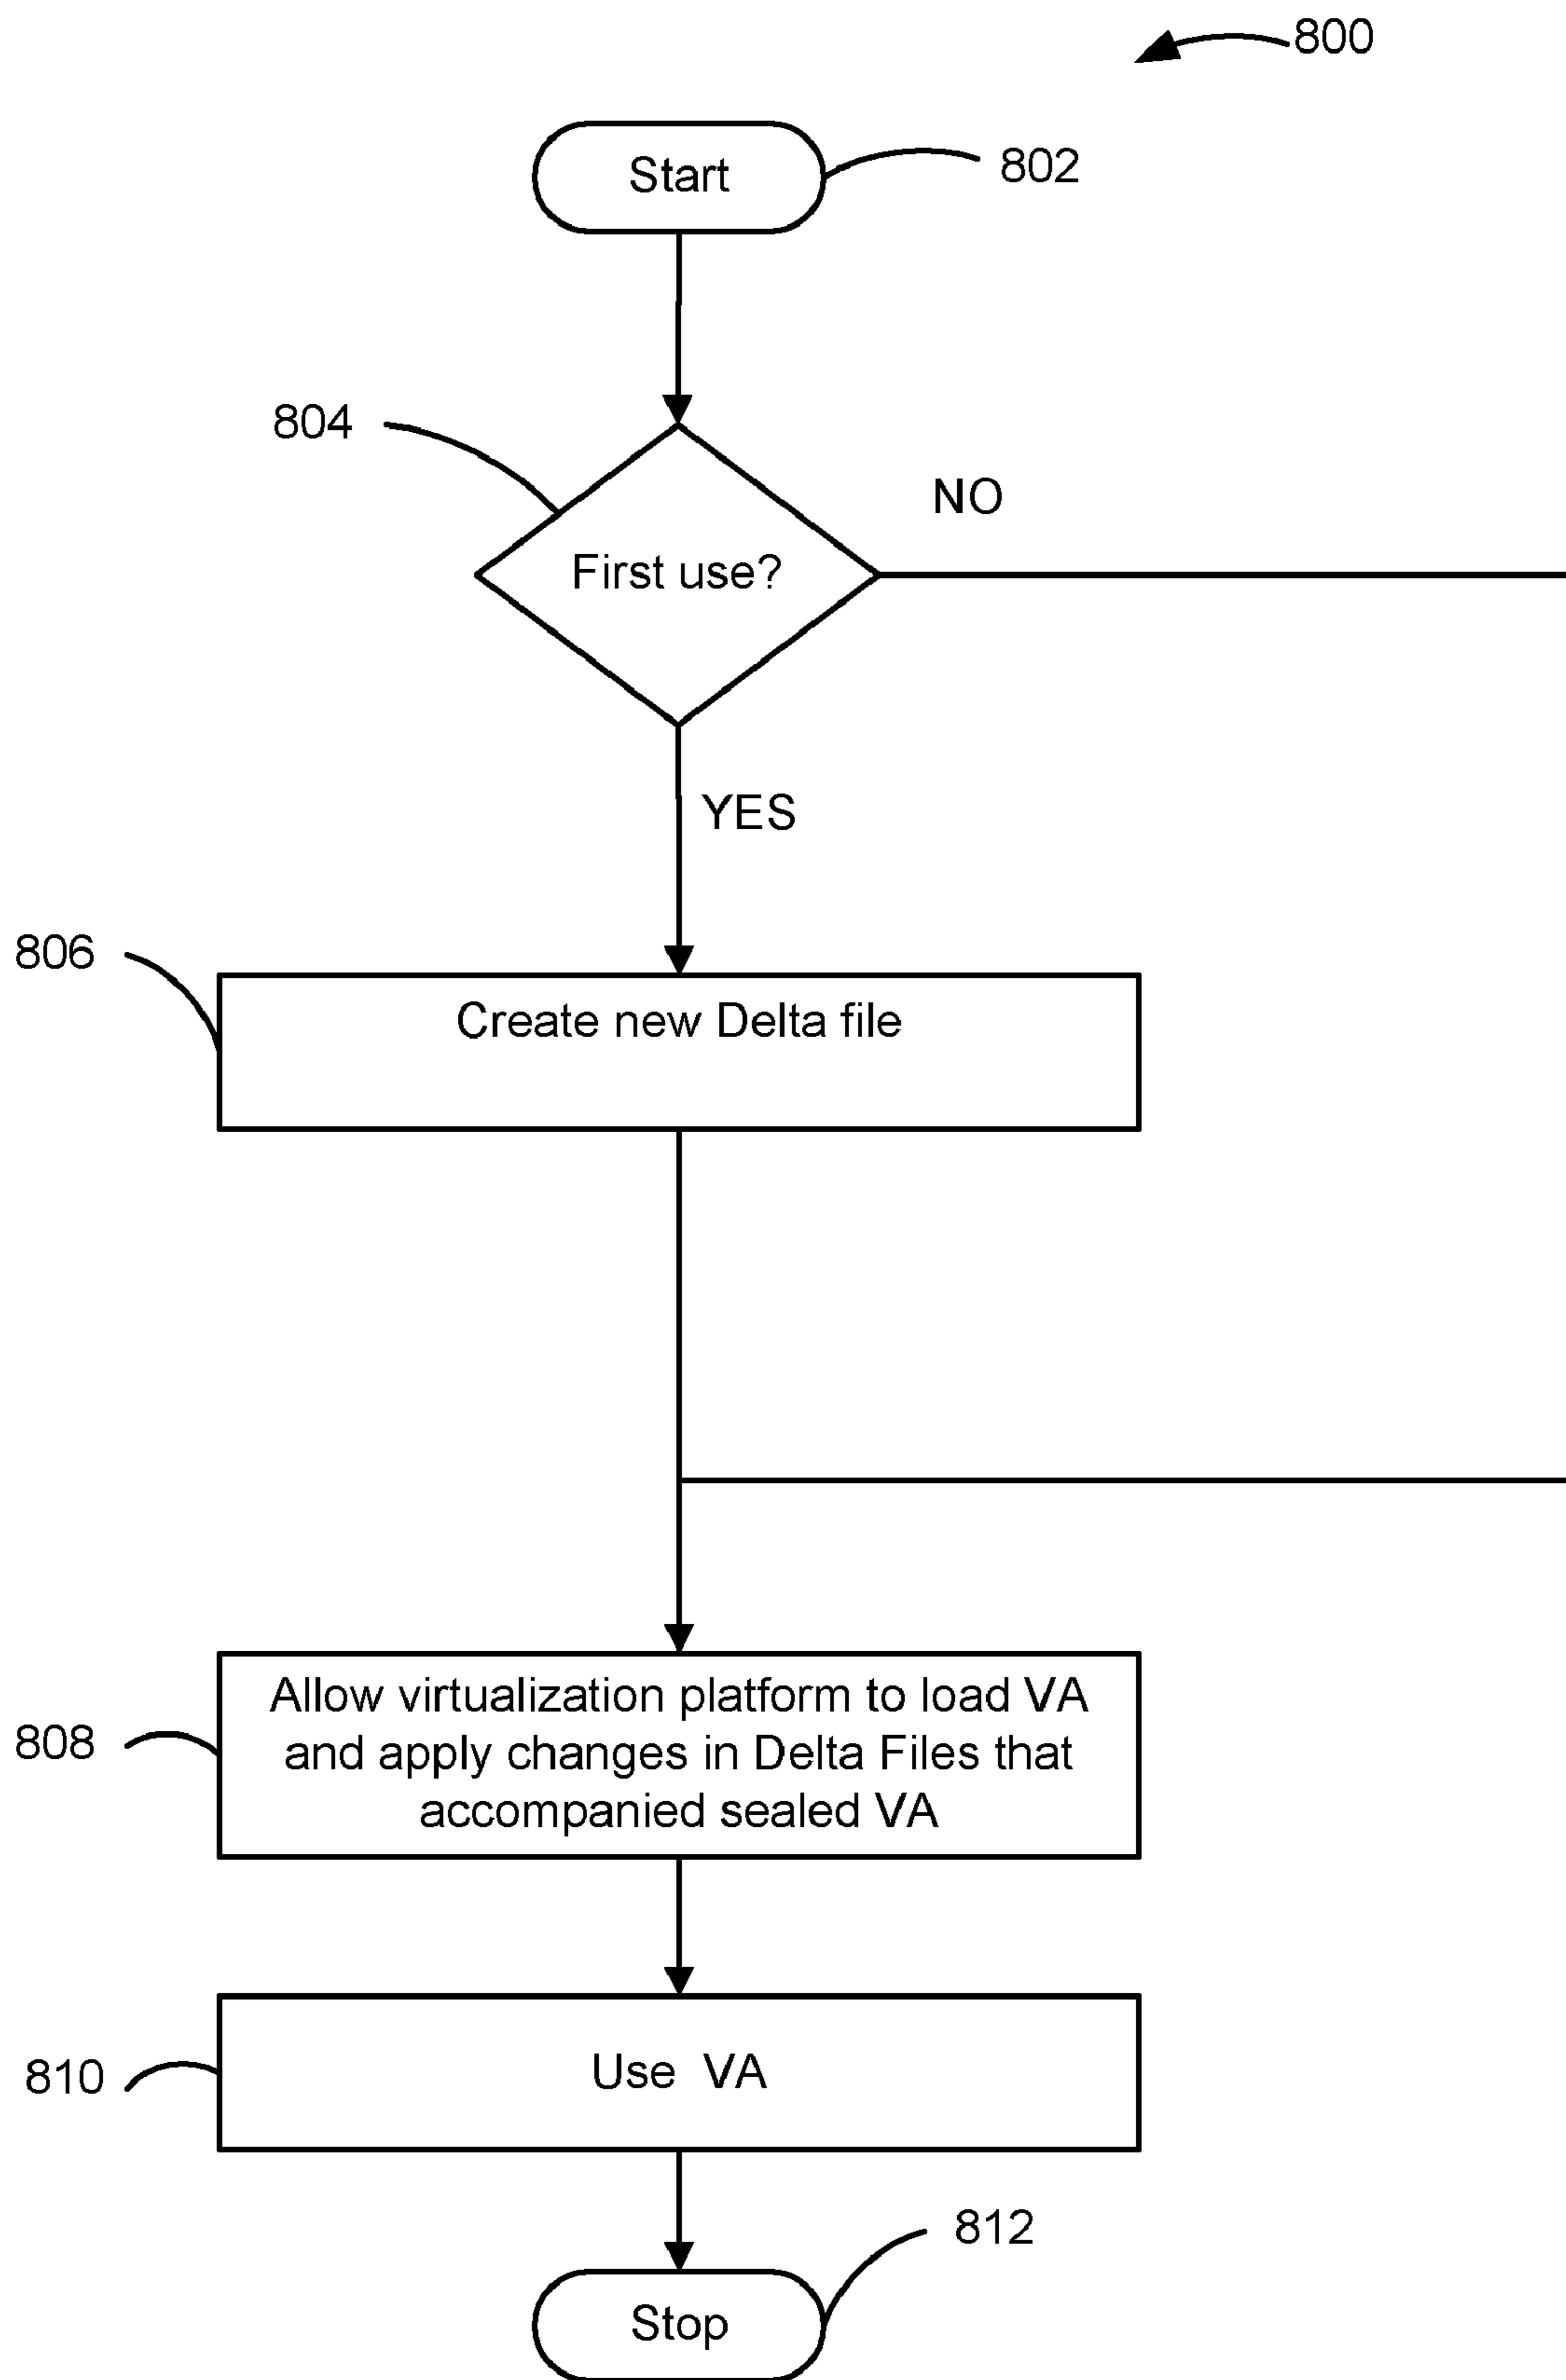 800
Start
802
804
NO
First use?
YES
806
Create new Delta file
Allow virtualization platform to load VA
808
and apply changes in Delta Files that
accompanied sealed VA
810
Use VA
812
Stop